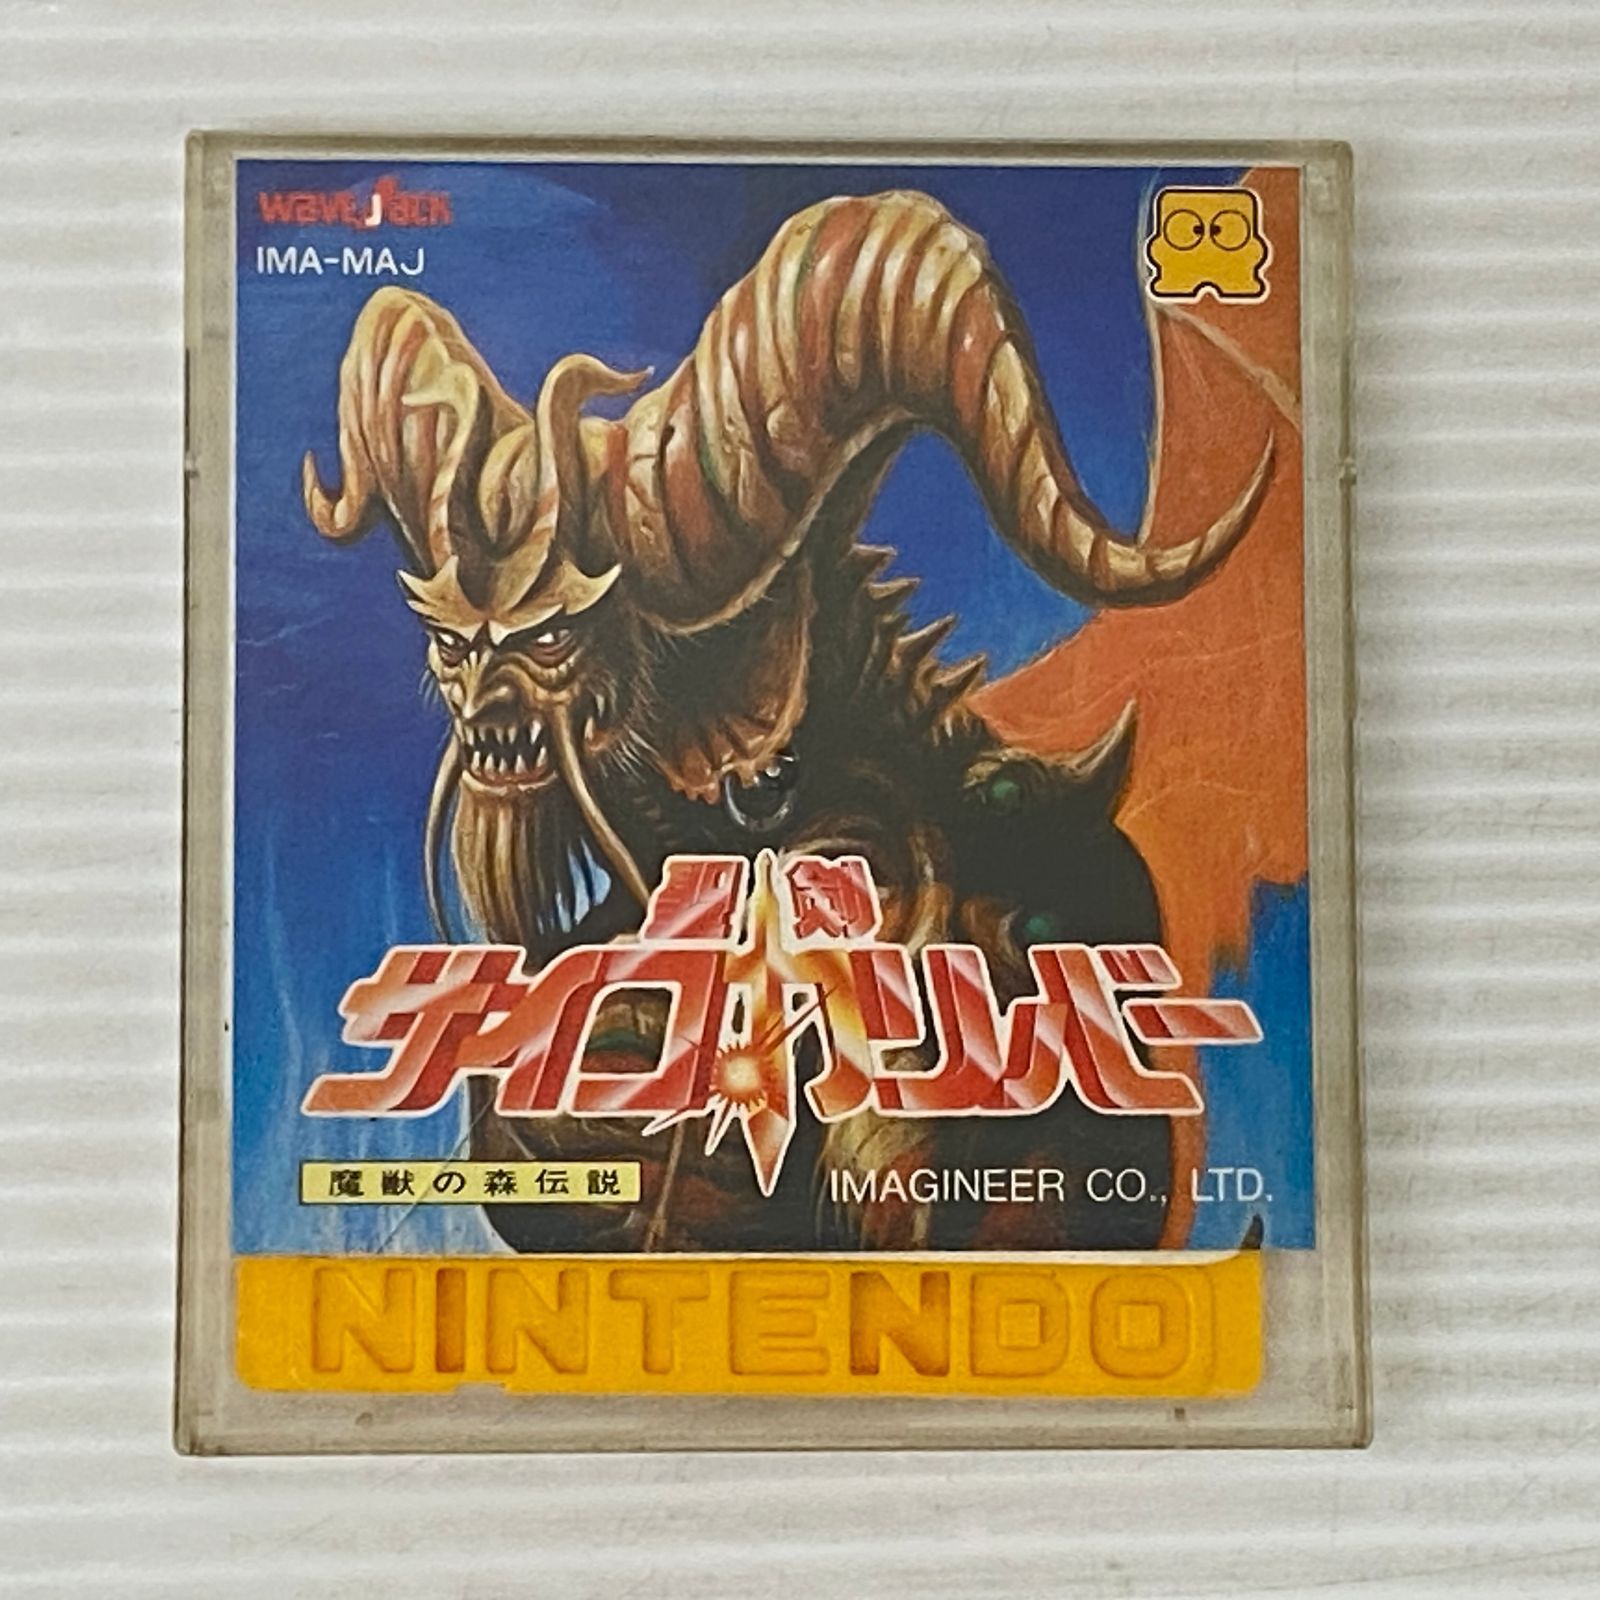 wave Jack
IMA-MAJ
聖剣
サイコカリバー
魔獣の森伝説
IMAGINEER CO., LTD.
NINTENDO